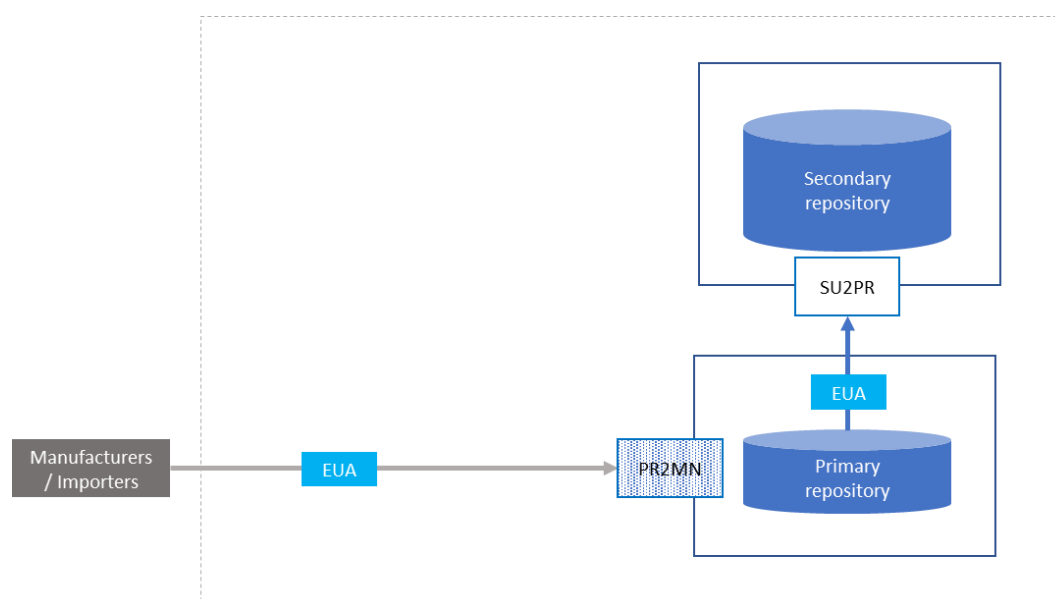 Secondary
repository
SU2PR
EUA
Manufacturers
/ Importers
EUA
PR2MN
Primary
repository